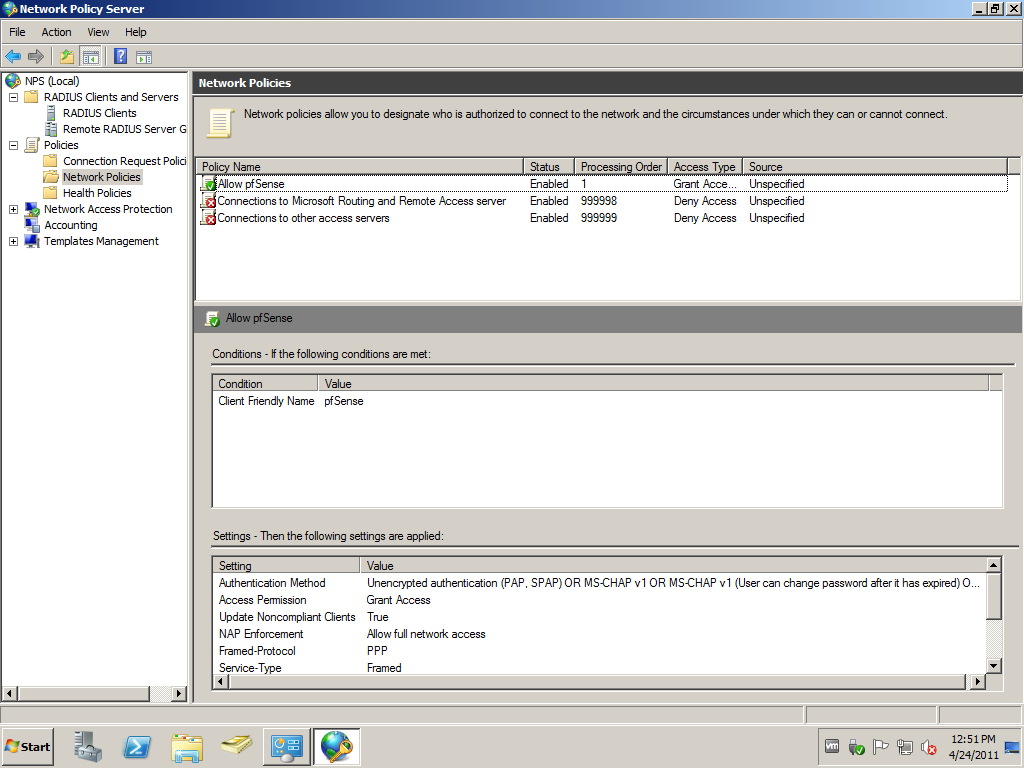 Network Policy Server
File Action View Help
NPS (Local)
RADIUS Clients and Servers
RADIUS Clients
Remote RADIUS Server G
Policies
Connection Request Polici
Network Policies
Health Policies
Network Access Protection
Accounting
Templates Management
Network Policies
Network policies allow you to designate who is authorized to connect to the network and the circumstances under which they can or cannot connect.
Policy Name Status Processing Order Access Type Source
Allow pfSense Enabled 1 Grant Acce... Unspecified
Connections to Microsoft Routing and Remote Access server Enabled 999998 Deny Access Unspecified
Connections to other access servers Enabled 999999 Deny Access Unspecified
Allow pfSense
Conditions - If the following conditions are met:
Condition Value
Client Friendly Name pfSense
Settings - Then the following settings are applied:
Setting Value
Authentication Method Unencrypted authentication (PAP, SPAP) OR MS-CHAP v1 OR MS-CHAP v1 (User can change password after it has expired) O...
Access Permission Grant Access
Update Noncompliant Clients True
NAP Enforcement Allow full network access
Framed-Protocol PPP
Service-Type Framed
Start
vm
12:51 PM
4/24/2011